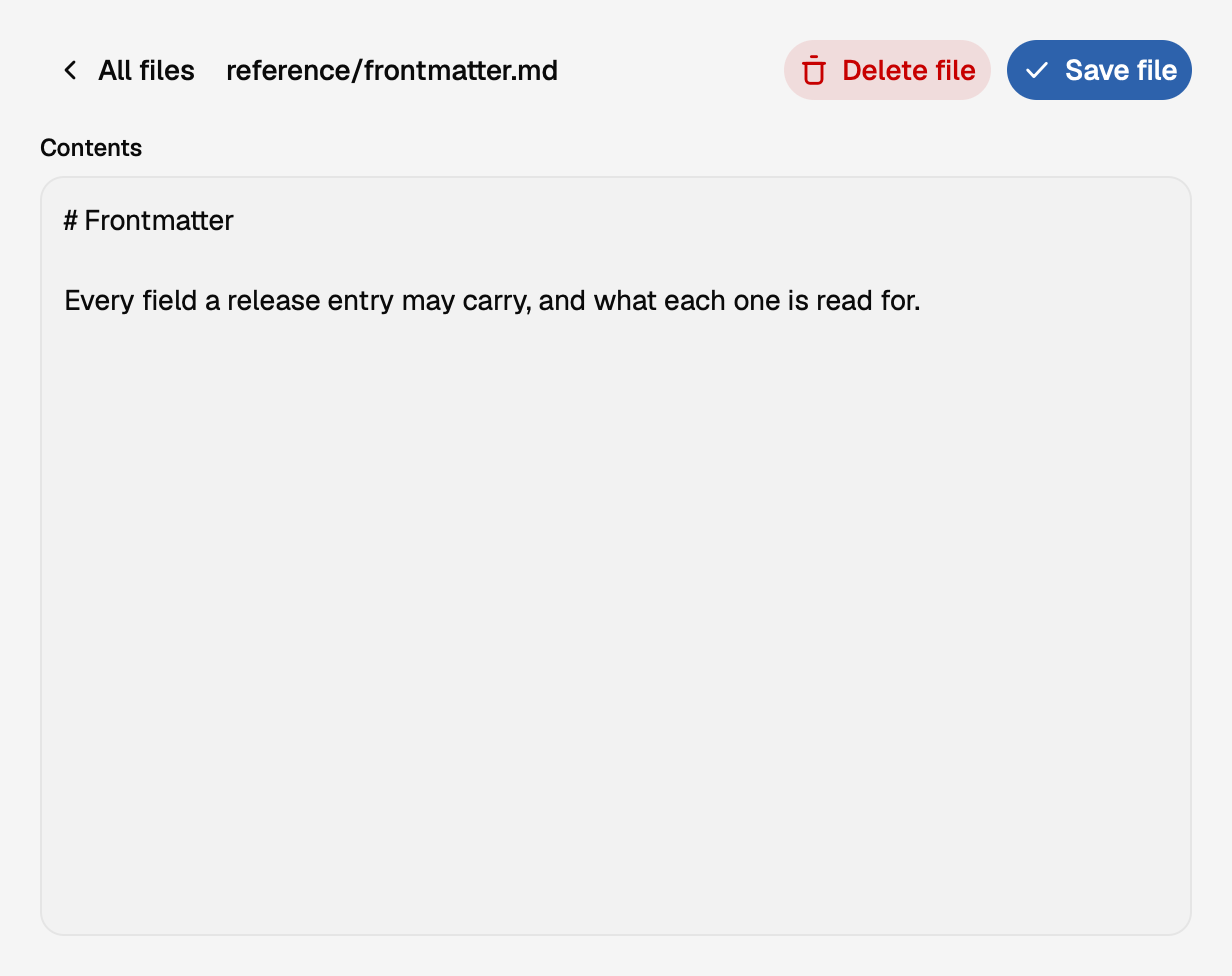 All files
reference/frontmatter.md
Delete file
Save file
Contents
# Frontmatter
Every field a release entry may carry, and what each one is read for.